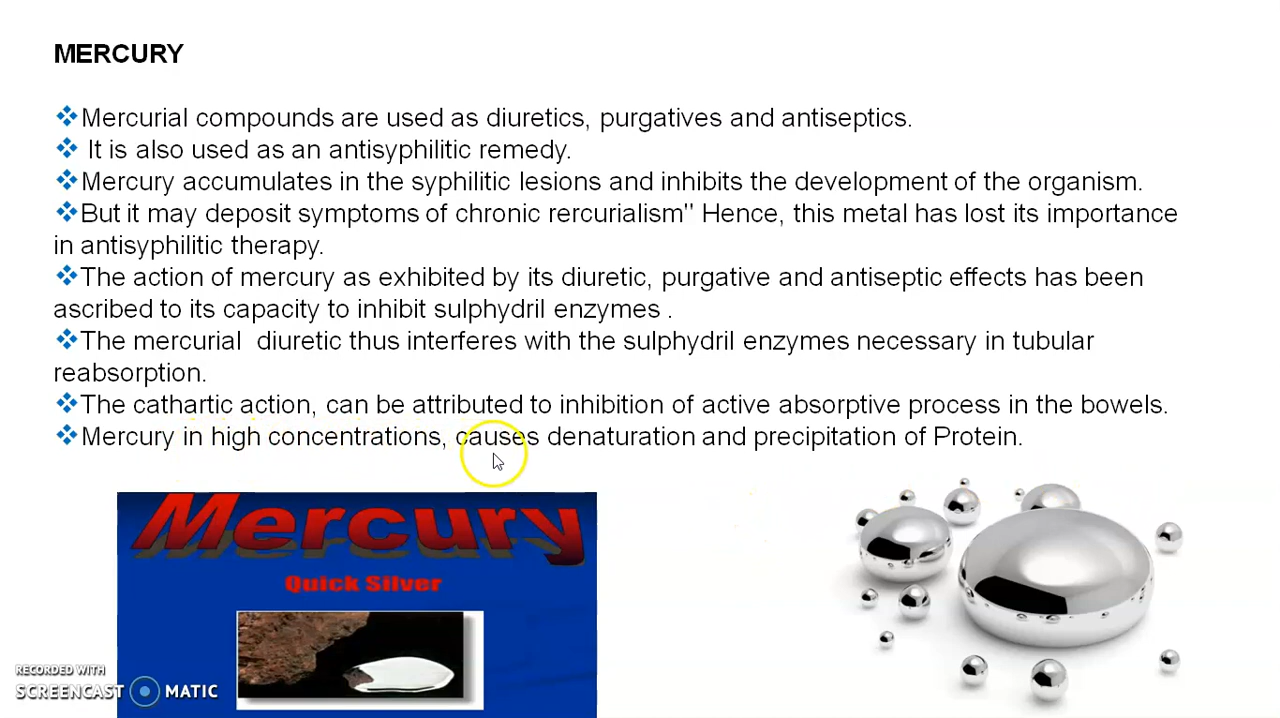 MERCURY
❖Mercurial compounds are used as diuretics, purgatives and antiseptics.
❖ It is also used as an antisyphilitic remedy.
❖Mercury accumulates in the syphilitic lesions and inhibits the development of the organism.
❖But it may deposit symptoms of chronic rercurialism" Hence, this metal has lost its importance
in antisyphilitic therapy.
❖The action of mercury as exhibited by its diuretic, purgative and antiseptic effects has been
ascribed to its capacity to inhibit sulphydril enzymes .
❖The mercurial  diuretic thus interferes with the sulphydril enzymes necessary in tubular
reabsorption.
❖The cathartic action, can be attributed to inhibition of active absorptive process in the bowels.
❖Mercury in high concentrations, causes denaturation and precipitation of Protein.
Mercury
Quick Silver
RECORDED WITH
SCREENCAST MATIC